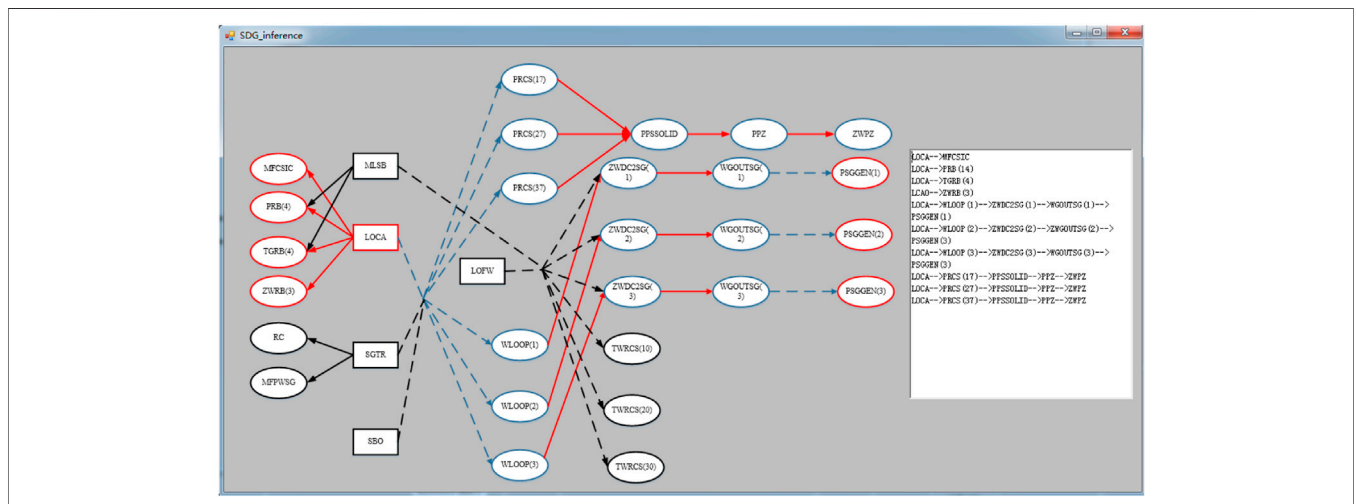 SDG_inference
PRCS(17)
PRCS(27)
PPSSOLID
PPZ
ZWPZ
MFCSIC
MLSB
ZWDC2SG(
1)
WGOUTSG(
1)
PSGGEN(1)
PRB(4)
PRCS(37)
LOCA
ZWDC2SG(
2)
WGOUTSG(
2)
PSGGEN(2)
TGRB(4)
LOFW
ZWRB(3)
ZWDC2SG(
3)
WGOUTSG(
3)
PSGGEN(3)
RC
SGTR
WLOOP(1)
TWRCS(10)
MFPWSG
WLOOP(2)
TWRCS(20)
SBO
WLOOP(3)
TWRCS(30)
LOCA-->MFCSIC
LOCA-->PRB(14)
LOCA-->TGRB(4)
LCAO-->ZWRB(3)
LOCA-->WLOOP(1)-->ZWDC2SG(1)-->WGOUTSG(1)-->
PSGGEN(1)
LOCA-->WLOOP(2)-->ZWDC2SG(2)-->ZWGOUTSG(2)-->
PSGGEN(3)
LOCA-->WLOOP(3)-->ZWDC2SG(3)-->WGOUTSG(3)-->
PSGGEN(3)
LOCA-->PRCS(17)-->PPSSOLID-->PPZ-->ZWPZ
LOCA-->PRCS(27)-->PPSSOLID-->PPZ-->ZWPZ
LOCA-->PRCS(37)-->PPSSOLID-->PPZ-->ZWPZ